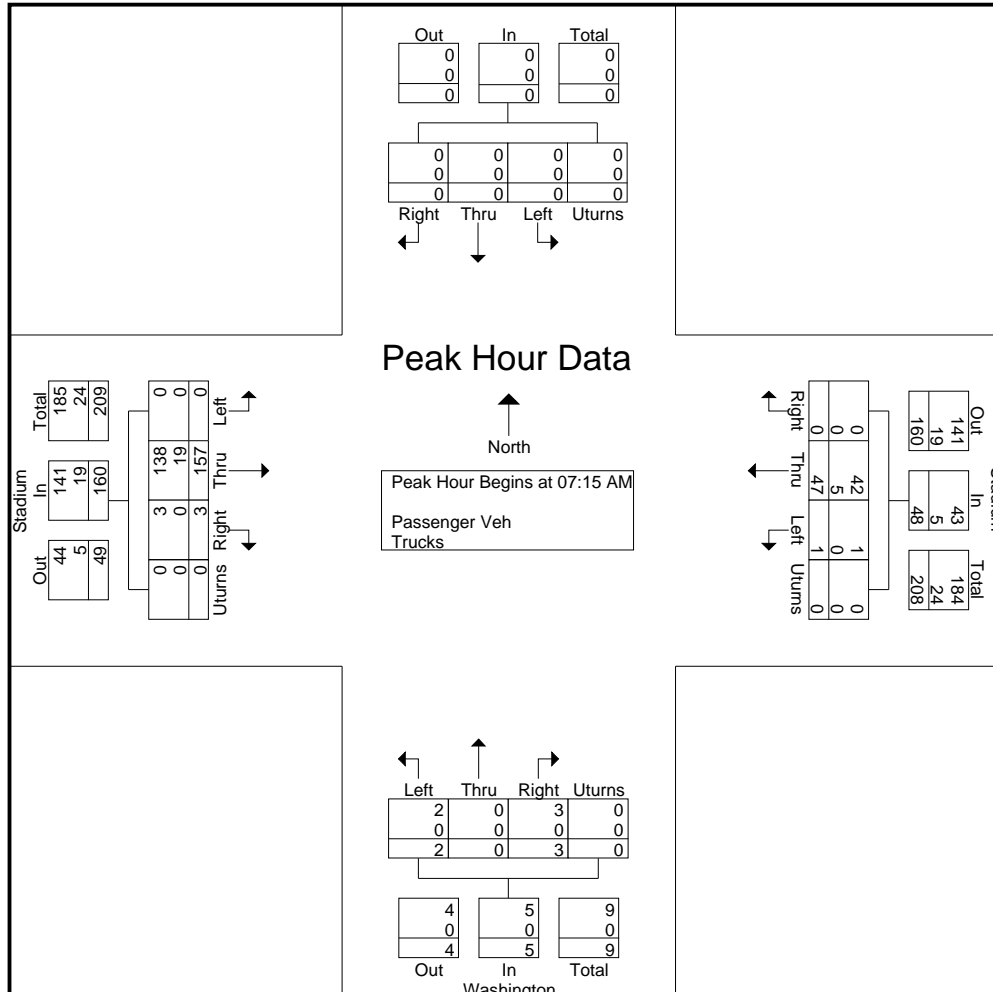 Out In Total
0 0 0
0 0 0
0 0 0
0 0 0 0
0 0 0 0
0 0 0 0
Right Thru Left Uturns
Peak Hour Data
North
Peak Hour Begins at 07:15 AM
Passenger Veh
Trucks
Stadium
Out In Total
44 141 185
5 19 24
49 160 209
Uturns Right Thru Left
0 3 138 0
0 0 19 0
0 3 157 0
Out In Total
141 43 184
19 5 24
160 48 208
Right Thru Left Uturns
0 42 1 0
0 5 0 0
0 47 1 0
Left Thru Right Uturns
2 0 3 0
0 0 0 0
2 0 3 0
4 5 9
0 0 0
4 5 9
Out In Total
Washington